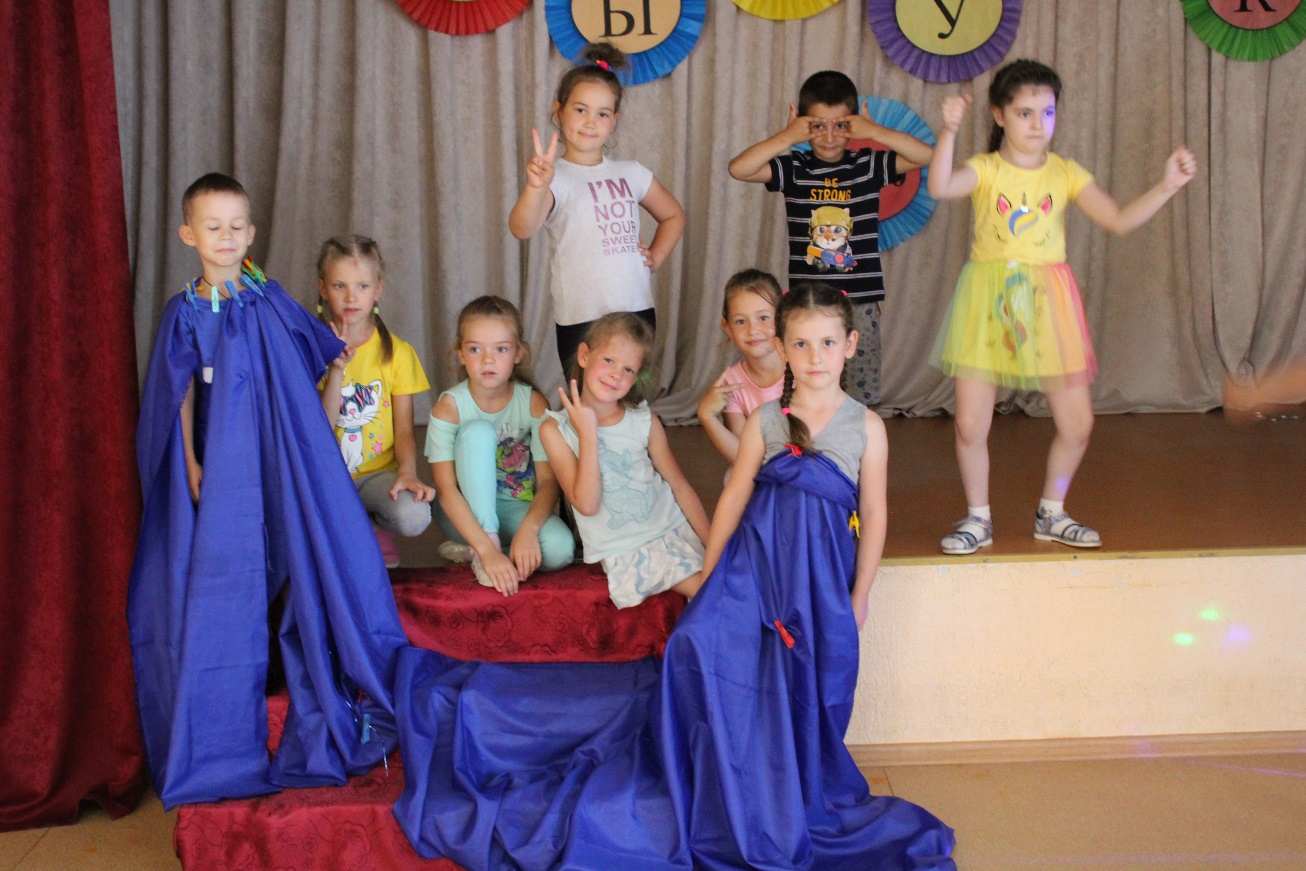 Ы
У
К
I'M
NOT
YOUR
SWEET
SKATE
BE
STRONG